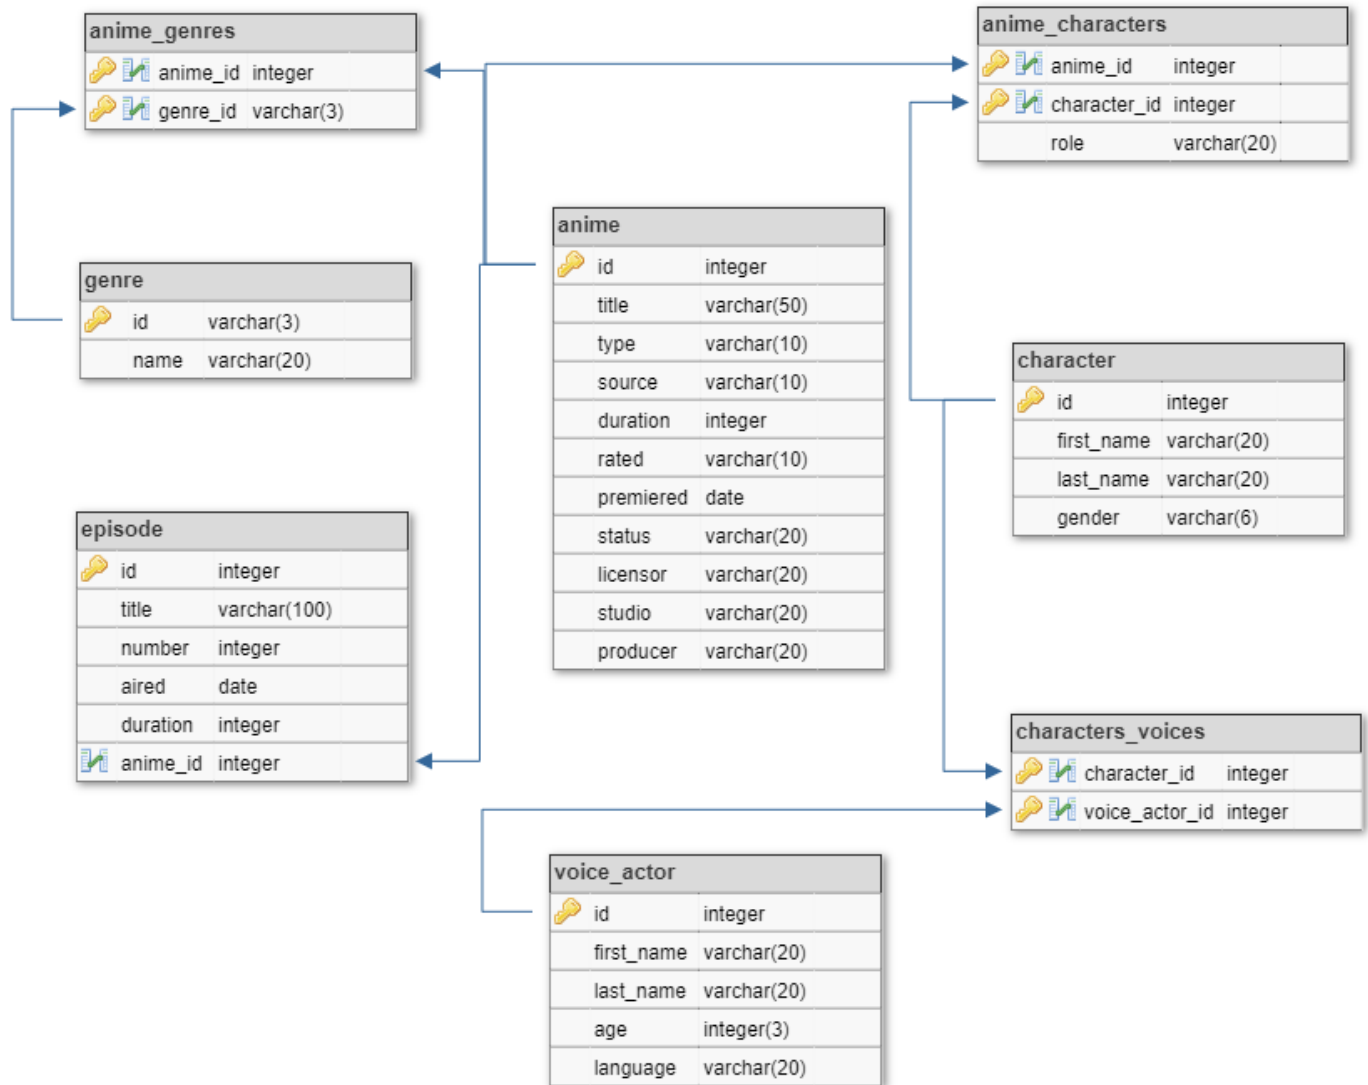 anime_genres
anime_id integer
genre_id varchar(3)
anime_characters
anime_id integer
character_id integer
role varchar(20)
anime
id integer
title varchar(50)
type varchar(10)
source varchar(10)
duration integer
rated varchar(10)
premiered date
status varchar(20)
licensor varchar(20)
studio varchar(20)
producer varchar(20)
genre
id varchar(3)
name varchar(20)
character
id integer
first_name varchar(20)
last_name varchar(20)
gender varchar(6)
episode
id integer
title varchar(100)
number integer
aired date
duration integer
anime_id integer
characters_voices
character_id integer
voice_actor_id integer
voice_actor
id integer
first_name varchar(20)
last_name varchar(20)
age integer(3)
language varchar(20)